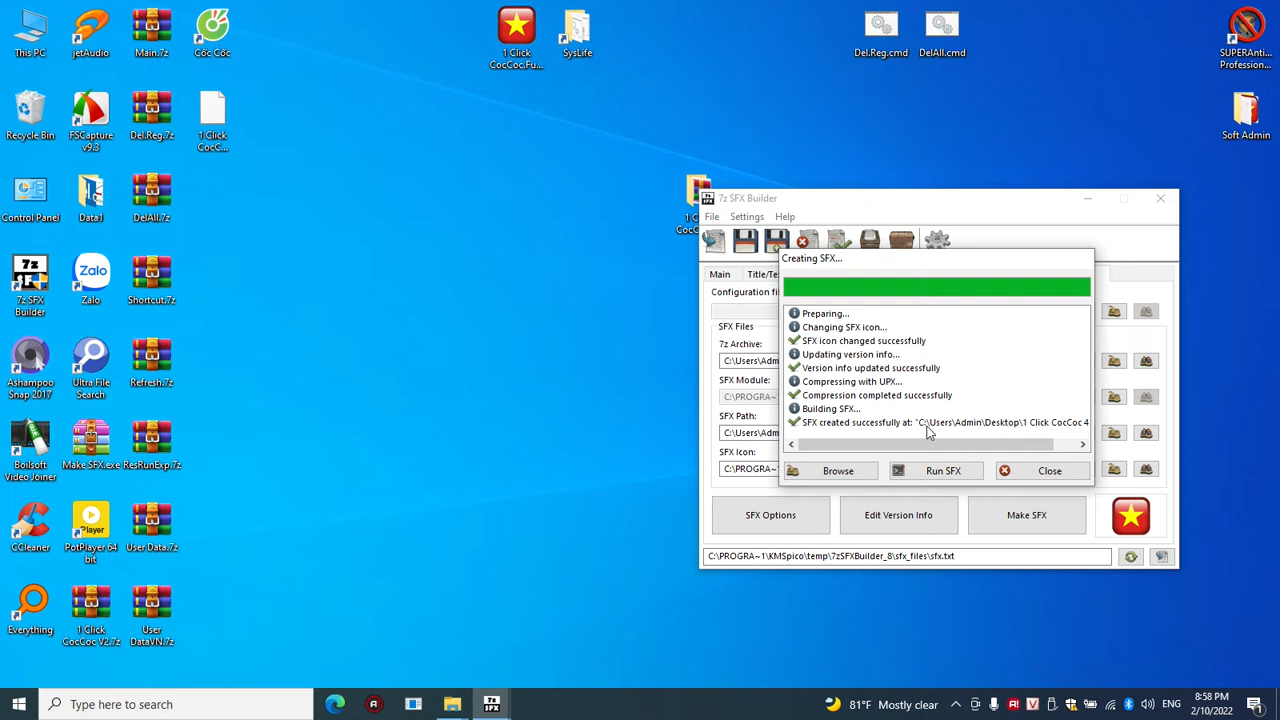 This PC
jetAudio
Main.7z
Cốc Cốc
1 Click
CocCoc.Fu...
SysLife
Del.Reg.cmd
DelAll.cmd
SUPERAnti...
Profession...
Recycle Bin
FSCapture
v9.3
Del.Reg.7z
1 Click
CocC...
Soft Admin
Control Panel
Data1
DelAll.7z
7z SFX
Builder
Zalo
Shortcut.7z
Ashampoo
Snap 2017
Ultra File
Search
Refresh.7z
Boilsoft
Video Joiner
Make SFX.exe
ResRunExp.7z
CCleaner
PotPlayer 64
bit
User Data.7z
Everything
1 Click
CocCoc V2.7z
User
DataVN.7z
7z SFX Builder
File
Settings
Help
Main
Title/Te
Configuration fil
SFX Files
7z Archive:
C:\Users\Adm
SFX Module:
C:\PROGRA~
SFX Path:
C:\Users\Adm
SFX Icon:
C:\PROGRA~
Creating SFX...
Preparing...
Changing SFX icon...
SFX icon changed successfully
Updating version info...
Version info updated successfully
Compressing with UPX...
Compression completed successfully
Building SFX...
SFX created successfully at: "C:\Users\Admin\Desktop\1 Click CocCoc 4
Browse
Run SFX
Close
SFX Options
Edit Version Info
Make SFX
C:\PROGRA~1\KMSpico\temp\7zSFXBuilder_8\sfx_files\sfx.txt
Type here to search
81°F Mostly clear
8:58 PM
2/10/2022